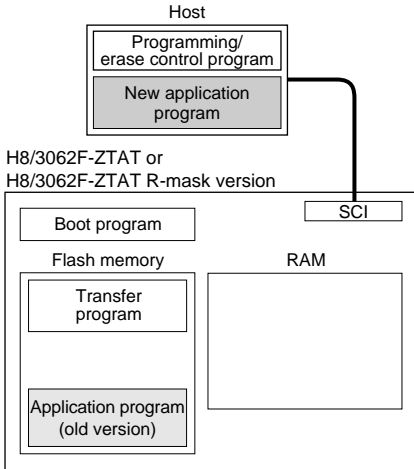 Host
Programming/
erase control program
New application
program
H8/3062F-ZTAT or
H8/3062F-ZTAT R-mask version
SCI
Boot program
Flash memory
RAM
Transfer
program
Application program
(old version)